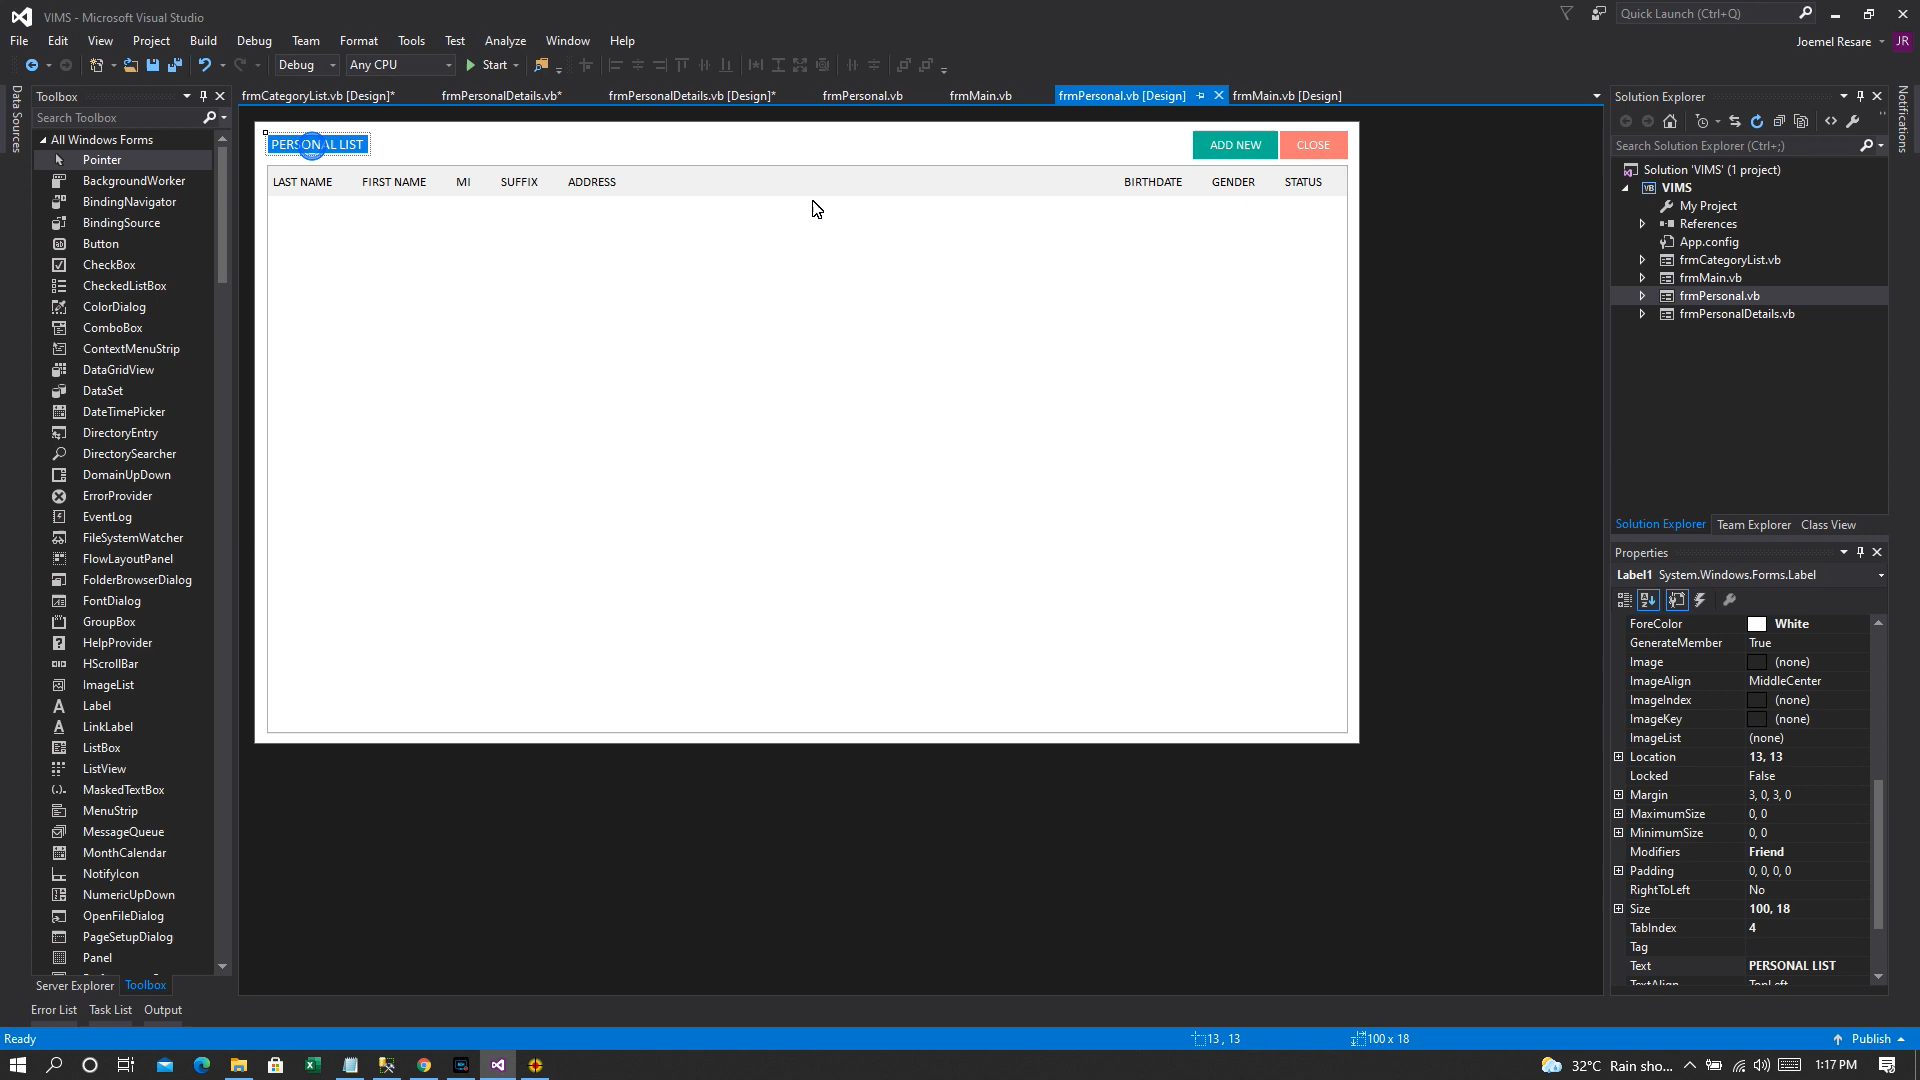 VIMS - Microsoft Visual Studio
Quick Launch (Ctrl+Q)
File Edit View Project Build Debug Team Format Tools Test Analyze Window Help
Joemel Resare JR
Debug Any CPU Start
Data Sources
Toolbox
Search Toolbox
All Windows Forms
Pointer
BackgroundWorker
BindingNavigator
BindingSource
Button
CheckBox
CheckedListBox
ColorDialog
ComboBox
ContextMenuStrip
DataGridView
DataSet
DateTimePicker
DirectoryEntry
DirectorySearcher
DomainUpDown
ErrorProvider
EventLog
FileSystemWatcher
FlowLayoutPanel
FolderBrowserDialog
FontDialog
GroupBox
HelpProvider
HScrollBar
ImageList
Label
LinkLabel
ListBox
ListView
MaskedTextBox
MenuStrip
MessageQueue
MonthCalendar
NotifyIcon
NumericUpDown
OpenFileDialog
PageSetupDialog
Panel
Server Explorer Toolbox
Error List Task List Output
frmCategoryList.vb [Design]* frmPersonalDetails.vb* frmPersonalDetails.vb [Design]* frmPersonal.vb frmMain.vb frmPersonal.vb [Design] frmMain.vb [Design]
PERSONAL LIST
ADD NEW CLOSE
LAST NAME FIRST NAME MI SUFFIX ADDRESS BIRTHDATE GENDER STATUS
Solution Explorer
Search Solution Explorer (Ctrl+;)
Solution 'VIMS' (1 project)
VB VIMS
My Project
References
App.config
frmCategoryList.vb
frmMain.vb
frmPersonal.vb
frmPersonalDetails.vb
Solution Explorer Team Explorer Class View
Notifications
Properties
Label1 System.Windows.Forms.Label
ForeColor White
GenerateMember True
Image (none)
ImageAlign MiddleCenter
ImageIndex (none)
ImageKey (none)
ImageList (none)
Location 13, 13
Locked False
Margin 3, 0, 3, 0
MaximumSize 0, 0
MinimumSize 0, 0
Modifiers Friend
Padding 0, 0, 0, 0
RightToLeft No
Size 100, 18
TabIndex 4
Tag
Text PERSONAL LIST
TextAlign TopLeft
Ready 13 , 13 100 x 18 Publish
32°C Rain sho... 1:17 PM